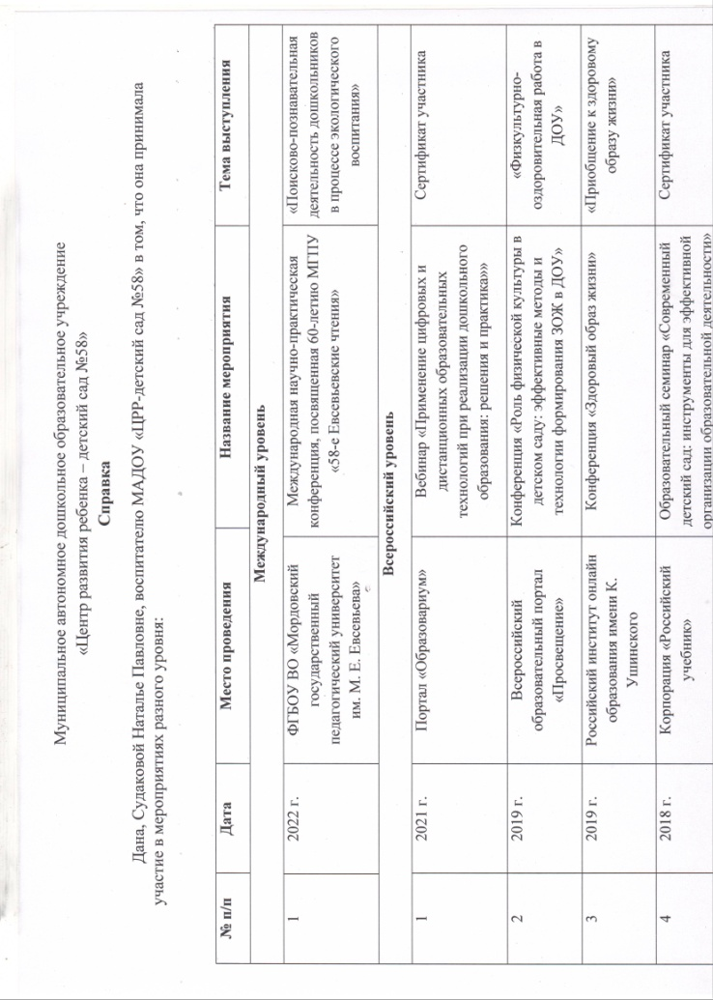 Муниципальное автономное дошкольное образовательное учреждение
«Центр развития ребенка – детский сад №58»
Справка
Дана, Судаковой Наталье Павловне, воспитателю МАДОУ «ЦРР-детский сад №58» в том, что она принимала
участие в мероприятиях разного уровня:
№ п/п
Дата
Место проведения
Название мероприятия
Тема выступления
Международный уровень
1
2022 г.
ФГБОУ ВО «Мордовский
государственный
педагогический университет
им. М. Е. Евсевьева»
Международная научно-практическая
конференция, посвященная 60-летию МГПУ
«58-е Евсевьевские чтения»
«Поисково-познавательная
деятельность дошкольников
в процессе экологического
воспитания»
Всероссийский уровень
1
2021 г.
Портал «Образовариум»
Вебинар «Применение цифровых и
дистанционных образовательных
технологий при реализации дошкольного
образования: решения и практика»»
Сертификат участника
2
2019 г.
Всероссийский
образовательный портал
«Просвещение»
Конференция «Роль физической культуры в
детском саду: эффективные методы и
технологии формирования ЗОЖ в ДОУ»
«Физкультурно-
оздоровительная работа в
ДОУ»
3
2019 г.
Российский институт онлайн
образования имени К.
Ушинского
Конференция «Здоровый образ жизни»
«Приобщение к здоровому
образу жизни»
4
2018 г.
Корпорация «Российский
учебник»
Образовательный семинар «Современный
детский сад: инструменты для эффективной
организации образовательной деятельности»
Сертификат участника